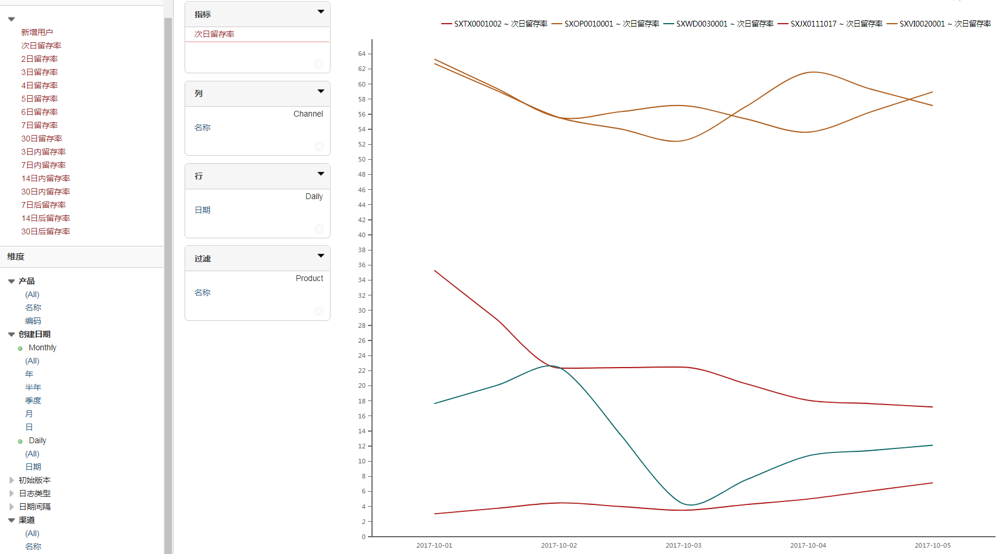 新增用户
次日留存率
2日留存率
3日留存率
4日留存率
5日留存率
6日留存率
7日留存率
30日留存率
3日内留存率
7日内留存率
14日内留存率
30日内留存率
7日后留存率
14日后留存率
30日后留存率
维度
产品
(All)
名称
编码
创建日期
Monthly
(All)
年
半年
季度
月
日
Daily
(All)
日期
初始版本
日志类型
日期间隔
渠道
(All)
名称
指标
次日留存率
列
Channel
名称
行
Daily
日期
过滤
Product
名称
SXTX0001002 ~ 次日留存率 SXOP0010001 ~ 次日留存率 SXWD0030001 ~ 次日留存率 SXJX0111017 ~ 次日留存率 SXVI0020001 ~ 次日留存率
64
62
60
58
56
54
52
50
48
46
44
42
40
38
36
34
32
30
28
26
24
22
20
18
16
14
12
10
8
6
4
2
0
2017-10-01 2017-10-02 2017-10-03 2017-10-04 2017-10-05